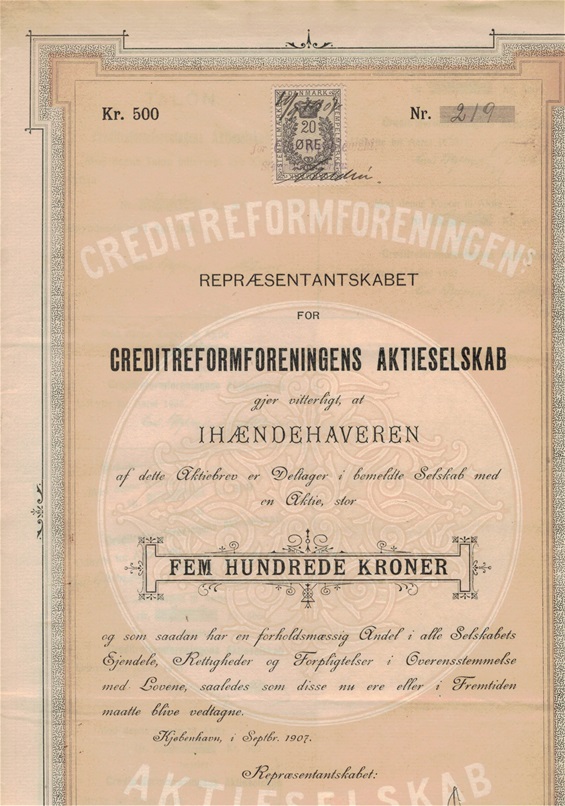 Kr. 500
Nr. 219
DANMARK
20
ØRE
CREDITREFORMFORENINGENS
REPRÆSENTANTSKABET
FOR
CREDITREFORMFORENINGENS AKTIESELSKAB
gjør vitterligt, at
IHÆNDEHAVEREN
af dette Aktiebrev er Deltager i bemeldte Selskab med
en Aktie, stor
FEM HUNDREDE KRONER
og som saadan har en forholdsmæssig Andel i alle Selskabets
Ejendele, Rettigheder og Forpligtelser i Overensstemmelse
med Lovene, saaledes som disse nu ere eller i Fremtiden
maatte blive vedtagne.
Kjøbenhavn, i Septbr. 1907.
Repræsentantskabet:
AKTIESELSKAB